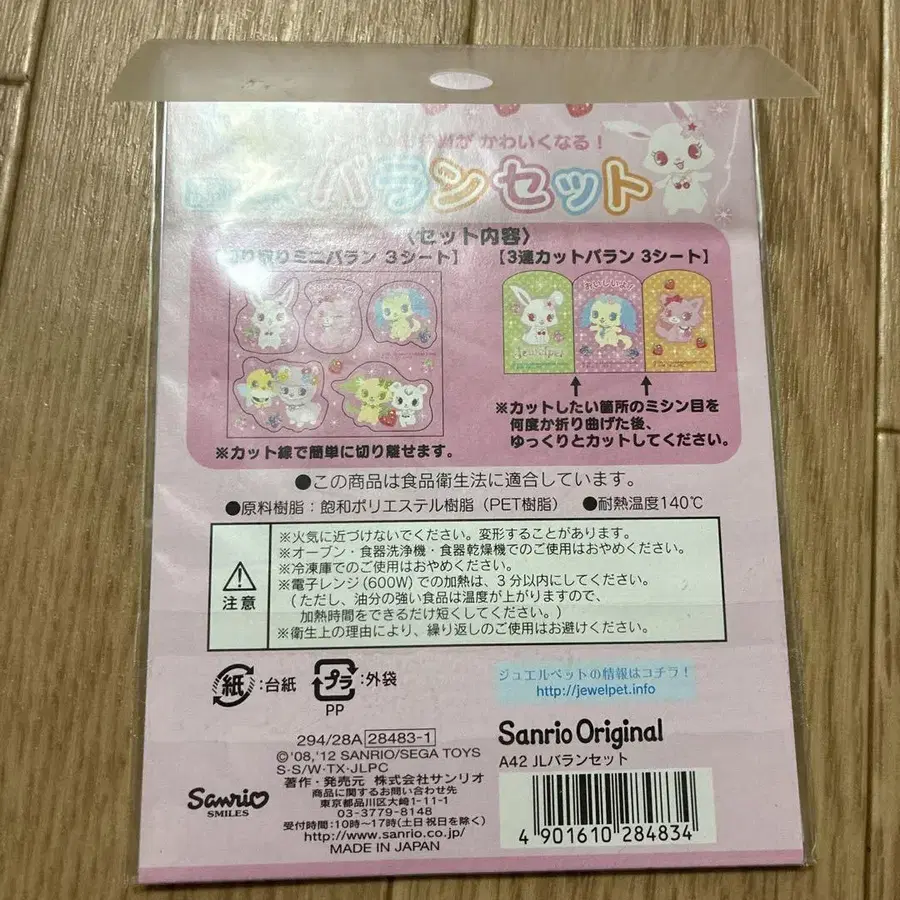 がかわいくなる！
バランセット
〈セット内容〉
取りミニバラン 3シート】
【3連カットバラン 3シート】
おいしいよ!!
Jewelpet
※カット線で簡単に切り離せます。
※カットしたい箇所のミシン目を
何度か折り曲げた後、
ゆっくりとカットしてください。
●この商品は食品衛生法に適合しています。
●原料樹脂：飽和ポリエステル樹脂（PET樹脂） ●耐熱温度140℃
注意
※火気に近づけないでください。変形することがあります。
※オーブン・食器洗浄機・食器乾燥機でのご使用はおやめください。
※冷凍庫でのご使用はおやめください。
※電子レンジ(600W)での加熱は、3分以内にしてください。
(ただし、油分の強い食品は温度が上がりますので、
加熱時間をできるだけ短くしてください。)
※衛生上の理由により、繰り返しのご使用はお避けください。
紙：台紙 プラ：外袋
PP
ジュエルペットの情報はコチラ！
http://jewelpet.info
Sanrio Original
A42 JLバランセット
294/28A 28483-1
©'08,'12 SANRIO/SEGA TOYS
S-S/W・TX・JLPC
著作・発売元 株式会社サンリオ
商品に関するお問い合わせ先
東京都品川区大崎1-11-1
03-3779-8148
受付時間：10時～17時(土日祝日を除く)
http://www.sanrio.co.jp/
MADE IN JAPAN
Sanrio
SMILES
4 901610 284834